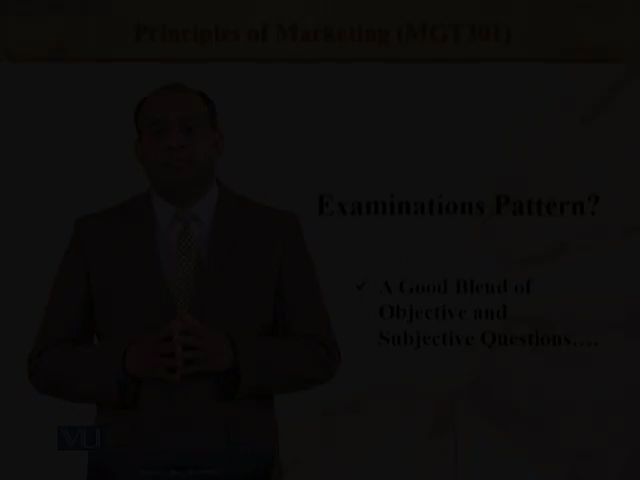 Principles of Marketing (MGT301)
Examinations Pattern?
✓ A Good Blend of
Objective and
Subjective Questions….
VU